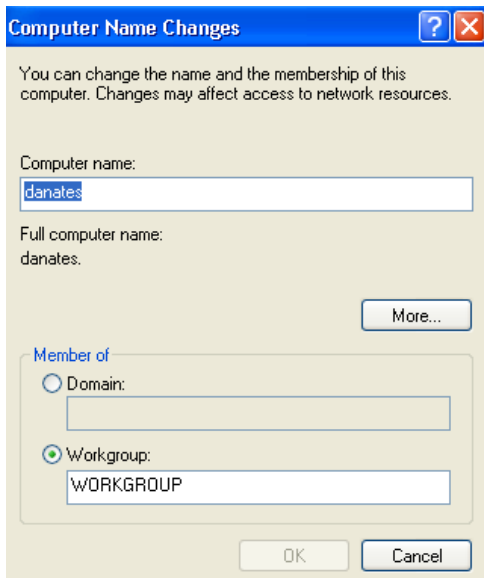 Computer Name Changes
You can change the name and the membership of this
computer. Changes may affect access to network resources.
Computer name:
danates
Full computer name:
danates.
More...
Member of
Domain:
Workgroup:
WORKGROUP
OK
Cancel